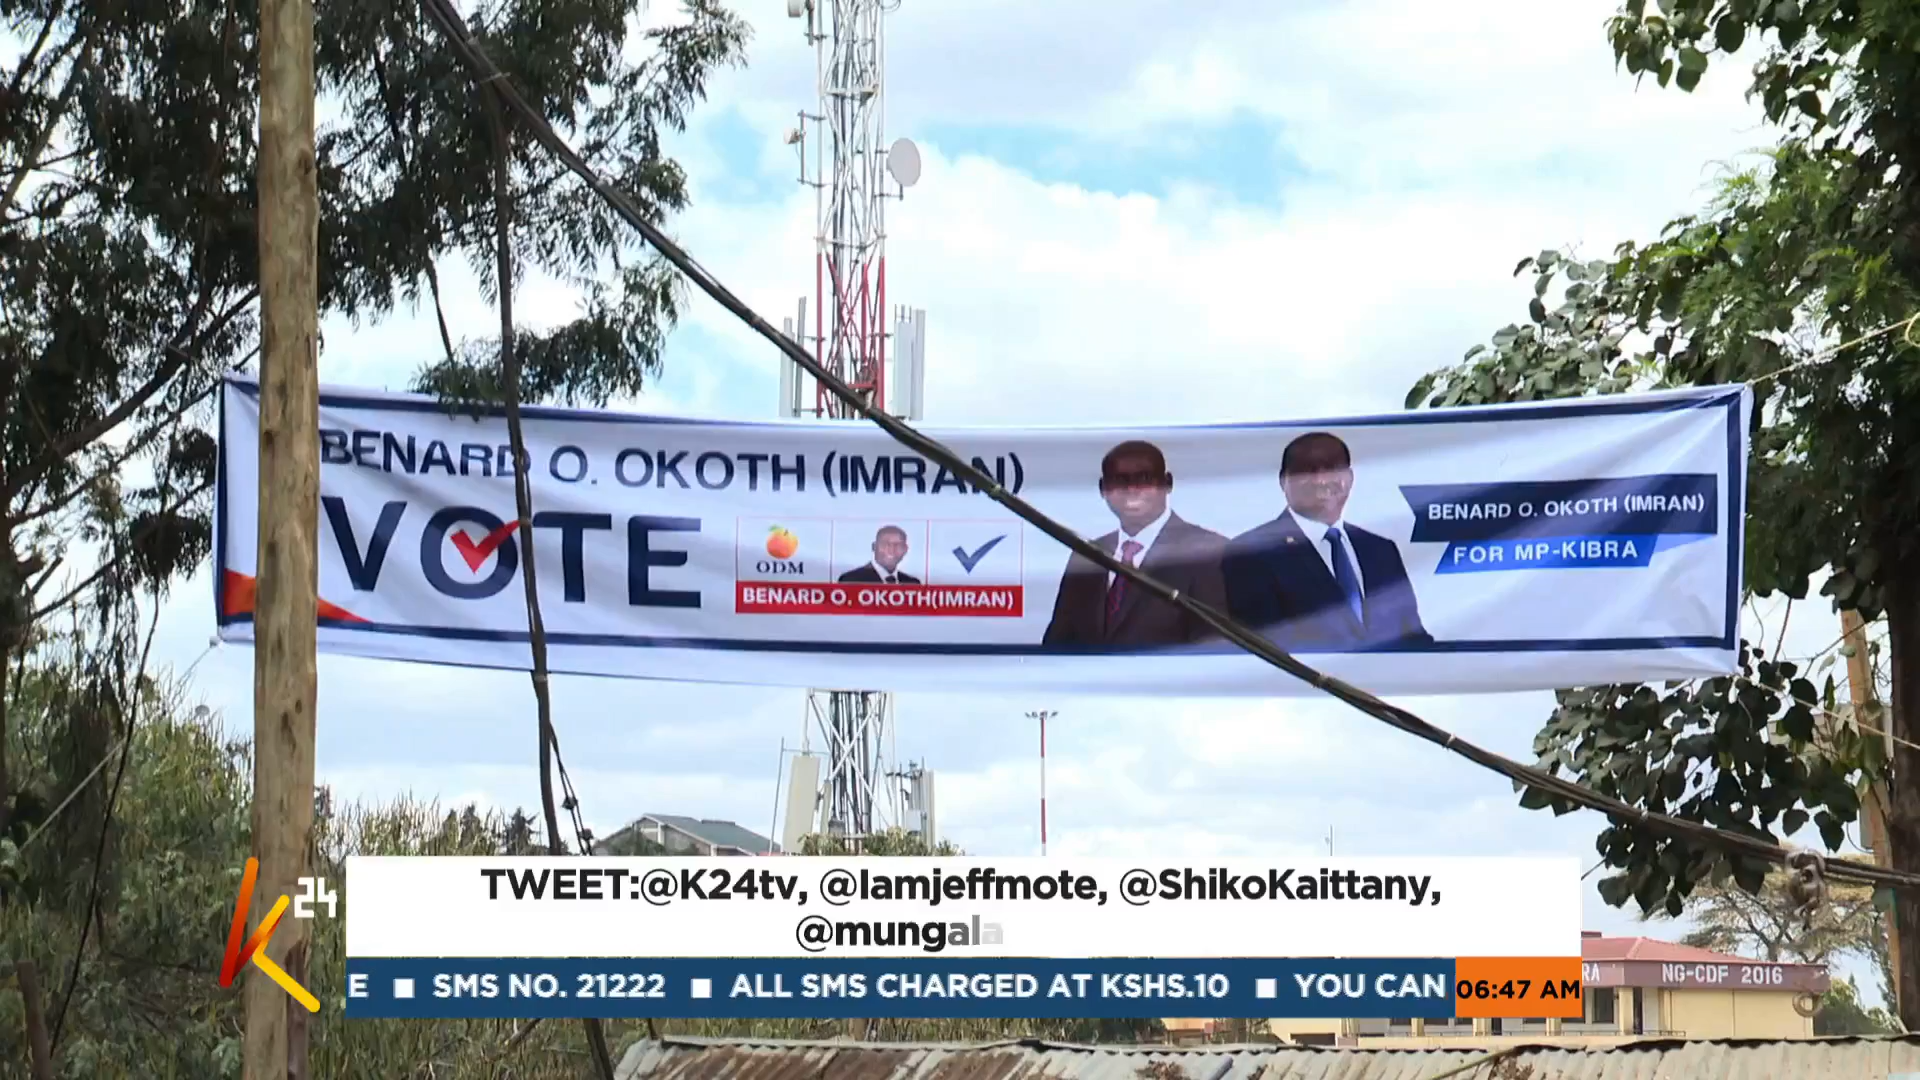 BENARD O. OKOTH (IMRAN)
VOTE
ODM
BENARD O. OKOTH(IMRAN)
BENARD O. OKOTH (IMRAN)
FOR MP-KIBRA
24
TWEET:@K24tv, @Iamjeffmote, @ShikoKaittany,
@mungala
E ■ SMS NO. 21222 ■ ALL SMS CHARGED AT KSHS.10 ■ YOU CAN
06:47 AM
RA NG-CDF 2016